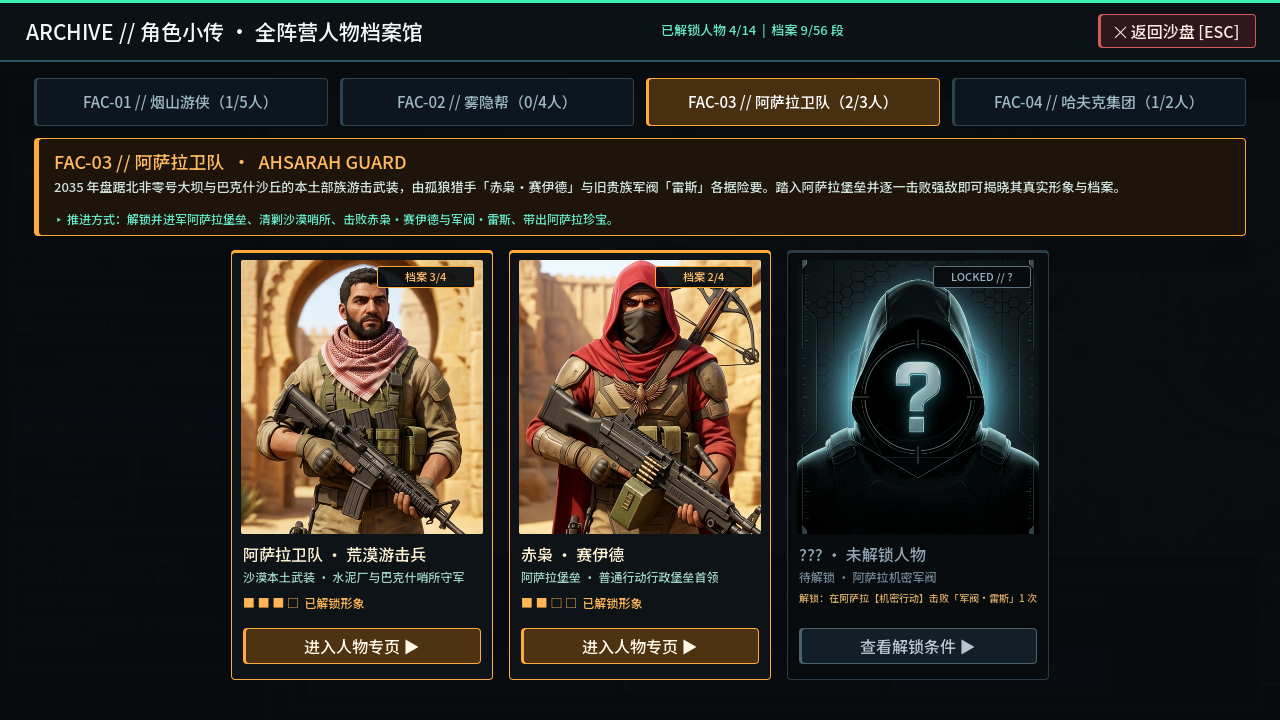 ARCHIVE // 角色小传 · 全阵营人物档案馆
已解锁人物 4/14 | 档案 9/56 段
× 返回沙盘 [ESC]
FAC-01 // 烟山游侠（1/5人）
FAC-02 // 雾隐帮（0/4人）
FAC-03 // 阿萨拉卫队（2/3人）
FAC-04 // 哈夫克集团（1/2人）
FAC-03 // 阿萨拉卫队 · AHSARAH GUARD
2035 年盘踞北非零号大坝与巴克什沙丘的本土部族游击武装，由孤狼猎手「赤枭·赛伊德」与旧贵族军阀「雷斯」各据险要。踏入阿萨拉堡垒并逐一击败强敌即可揭晓其真实形象与档案。
▸ 推进方式：解锁并进军阿萨拉堡垒、清剿沙漠哨所、击败赤枭·赛伊德与军阀·雷斯、带出阿萨拉珍宝。
档案 3/4
阿萨拉卫队 · 荒漠游击兵
沙漠本土武装 · 水泥厂与巴克什哨所守军
■ ■ ■ □ 已解锁形象
进入人物专页 ▶
档案 2/4
赤枭 · 赛伊德
阿萨拉堡垒 · 普通行动行政堡垒首领
■ ■ □ □ 已解锁形象
进入人物专页 ▶
LOCKED // ?
?
??? · 未解锁人物
待解锁 · 阿萨拉机密军阀
解锁：在阿萨拉【机密行动】击败「军阀·雷斯」1 次
查看解锁条件 ▶